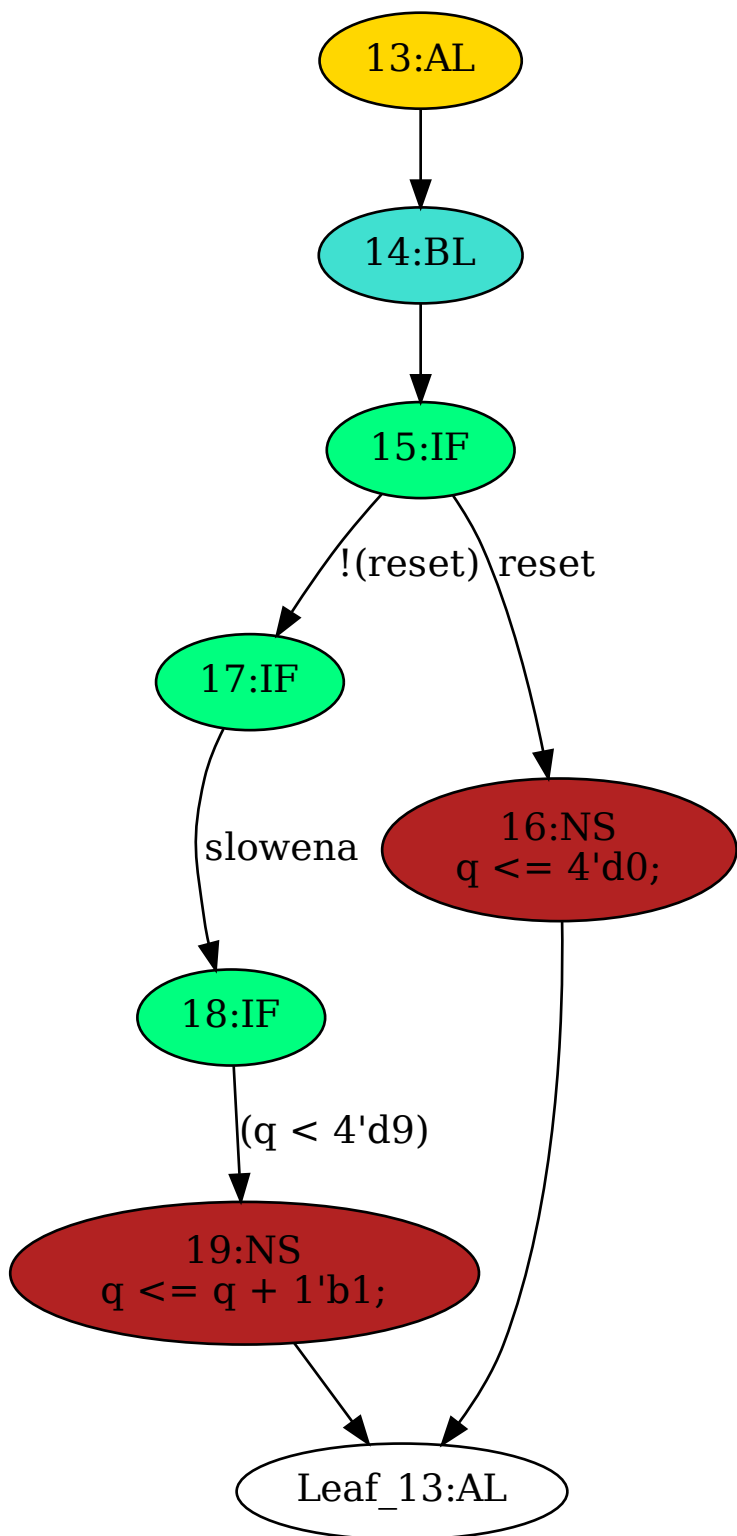 13:AL
14:BL
15:IF
!(reset)
reset
17:IF
16:NS
q <= 4'd0;
slowena
18:IF
(q < 4'd9)
19:NS
q <= q + 1'b1;
Leaf_13:AL